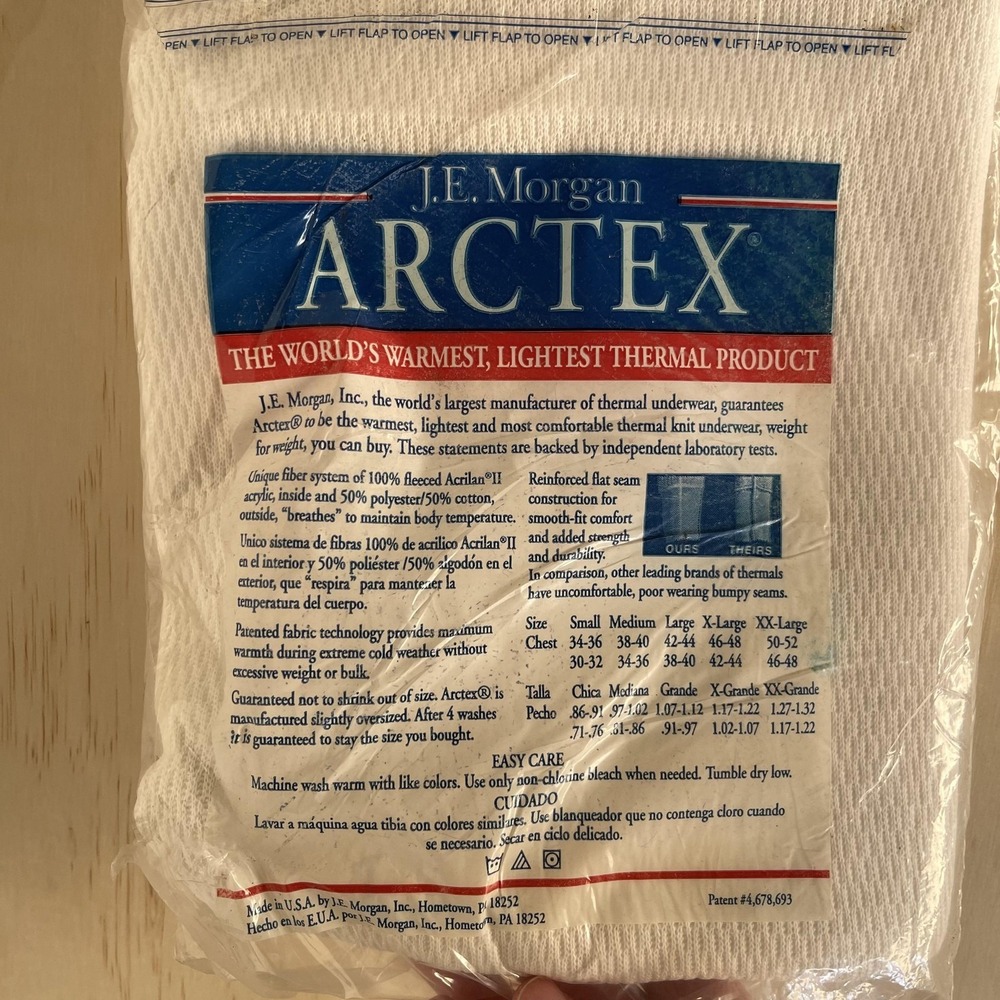 PEN ▼ LIFT FLAP TO OPEN ▼ LIFT FLAP TO OPEN ▼ LIFT FLAP TO OPEN ▼ LIFT FLAP TO OPEN ▼ LIFT FLAP TO OPEN ▼ LIFT FL
J.E. Morgan
ARCTEX®
THE WORLD'S WARMEST, LIGHTEST THERMAL PRODUCT
J.E. Morgan, Inc., the world's largest manufacturer of thermal underwear, guarantees
Arctex® to be the warmest, lightest and most comfortable thermal knit underwear, weight
for weight, you can buy. These statements are backed by independent laboratory tests.
Unique fiber system of 100% fleeced Acrilan®II
acrylic, inside and 50% polyester/50% cotton,
outside, "breathes" to maintain body temperature.
Unico sistema de fibras 100% de acrilico Acrilan®II
en el interior y 50% poliéster /50% algodón en el
exterior, que "respira" para mantener la
temperatura del cuerpo.
Patented fabric technology provides maximum
warmth during extreme cold weather without
excessive weight or bulk.
Guaranteed not to shrink out of size. Arctex® is
manufactured slightly oversized. After 4 washes
it is guaranteed to stay the size you bought.
Reinforced flat seam
construction for
smooth-fit comfort
and added strength
and durability.
OURS THEIRS
In comparison, other leading brands of thermals
have uncomfortable, poor wearing bumpy seams.
Size Small Medium Large X-Large XX-Large
Chest 34-36 38-40 42-44 46-48 50-52
30-32 34-36 38-40 42-44 46-48
Talla Chica Mediana Grande X-Grande XX-Grande
Pecho .86-.91 .97-1.02 1.07-1.12 1.17-1.22 1.27-1.32
.71-.76 .81-.86 .91-.97 1.02-1.07 1.17-1.22
EASY CARE
Machine wash warm with like colors. Use only non-chlorine bleach when needed. Tumble dry low.
CUIDADO
Lavar a máquina agua tibia con colores similares. Use blanqueador que no contenga cloro cuando
se necesario. Secar en ciclo delicado.
Made in U.S.A. by J.E. Morgan, Inc., Hometown, PA 18252
Hecho en los E.U.A. por J.E. Morgan, Inc., Hometown, PA 18252
Patent #4,678,693